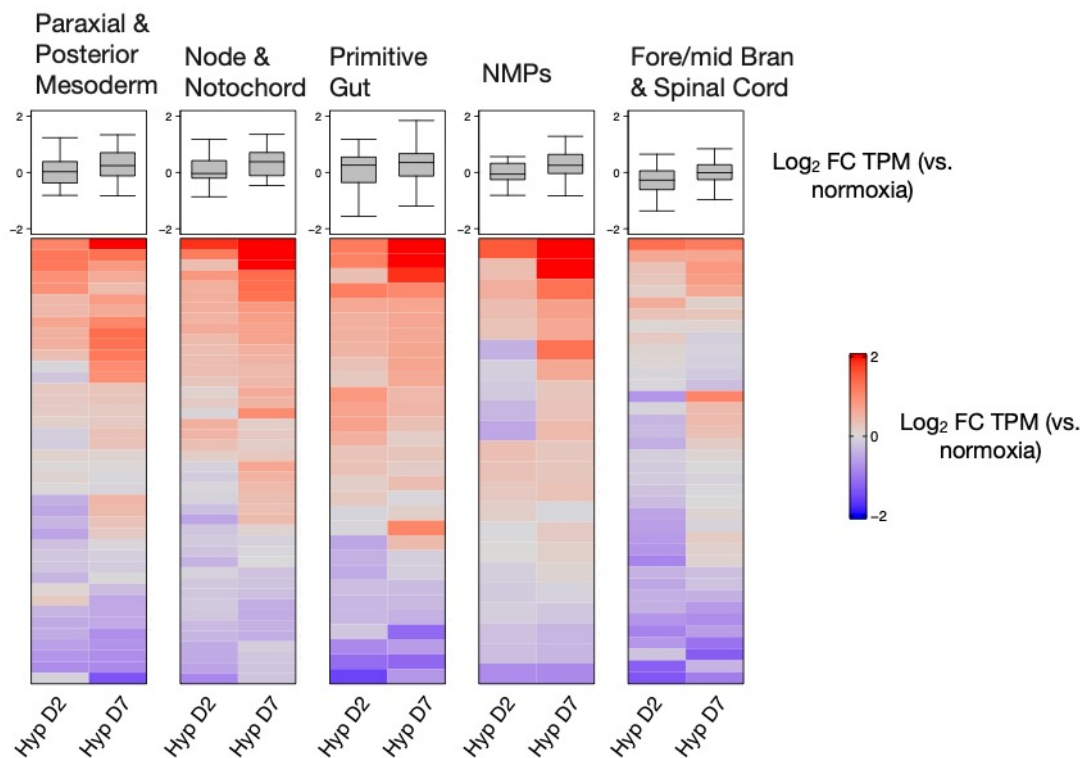 Paraxial &
Posterior
Mesoderm
Node &
Notochord
Primitive
Gut
NMPs
Fore/mid Bran
& Spinal Cord
2
0
-2
2
0
-2
2
0
-2
2
0
-2
2
0
-2
Log₂ FC TPM (vs.
normoxia)
2
0
-2
Log₂ FC TPM (vs.
normoxia)
Hyp D2
Hyp D7
Hyp D2
Hyp D7
Hyp D2
Hyp D7
Hyp D2
Hyp D7
Hyp D2
Hyp D7